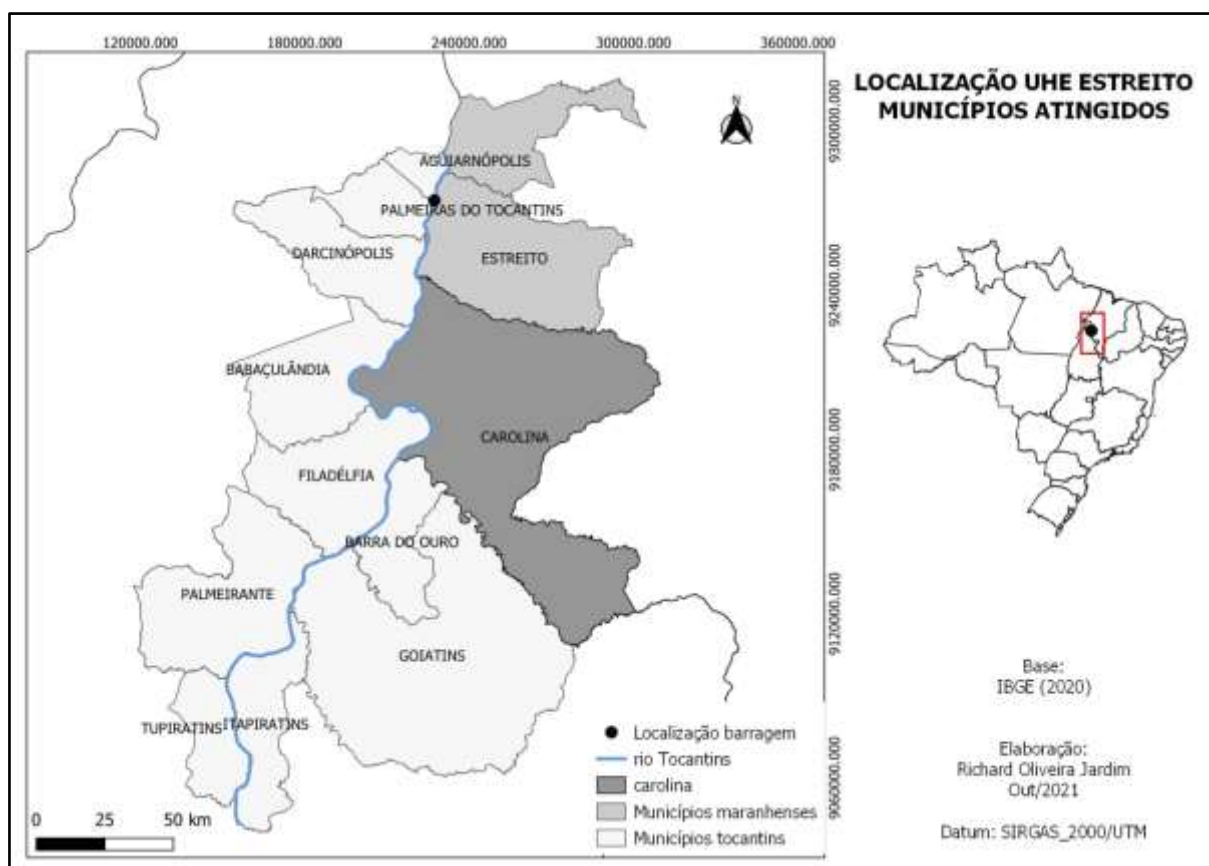 120000.000 180000.000 240000.000 300000.000 360000.000
LOCALIZAÇÃO UHE ESTREITO
MUNICÍPIOS ATINGIDOS
N
9300000.000
9240000.000
9180000.000
9120000.000
9060000.000
AGUIARNÓPOLIS
PALMEIRAS DO TOCANTINS
DARCINÓPOLIS
ESTREITO
BABAÇULÂNDIA
CAROLINA
FILADÉLFIA
BARRA DO OURO
PALMEIRANTE
GOIATINS
TUPIRATINS
ITAPIRATINS
Localização barragem
rio Tocantins
carolina
Municípios maranhenses
Municípios tocantins
0 25 50 km
Base:
IBGE (2020)
Elaboração:
Richard Oliveira Jardim
Out/2021
Datum: SIRGAS_2000/UTM